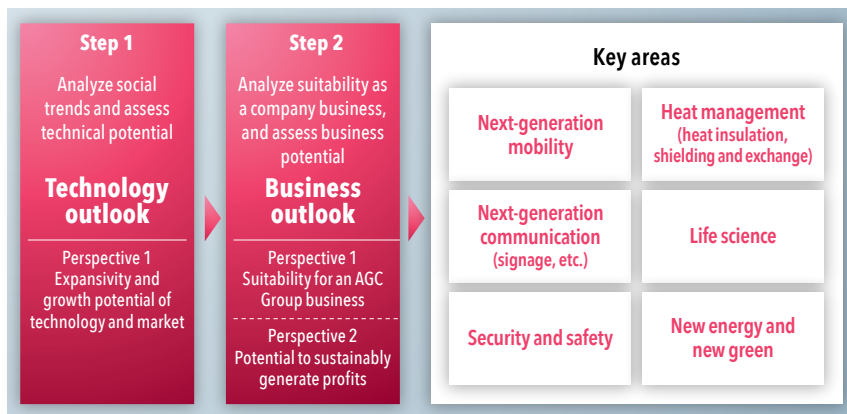 Step 1
Analyze social
trends and assess
technical potential
Technology
outlook
Perspective 1
Expansivity and
growth potential of
technology and market
Step 2
Analyze suitability as
a company business,
and assess business
potential
Business
outlook
Perspective 1
Suitability for an AGC
Group business
Perspective 2
Potential to sustainably
generate profits
Key areas
Next-generation
mobility
Heat management
(heat insulation,
shielding and exchange)
Next-generation
communication
(signage, etc.)
Life science
Security and safety
New energy and
new green